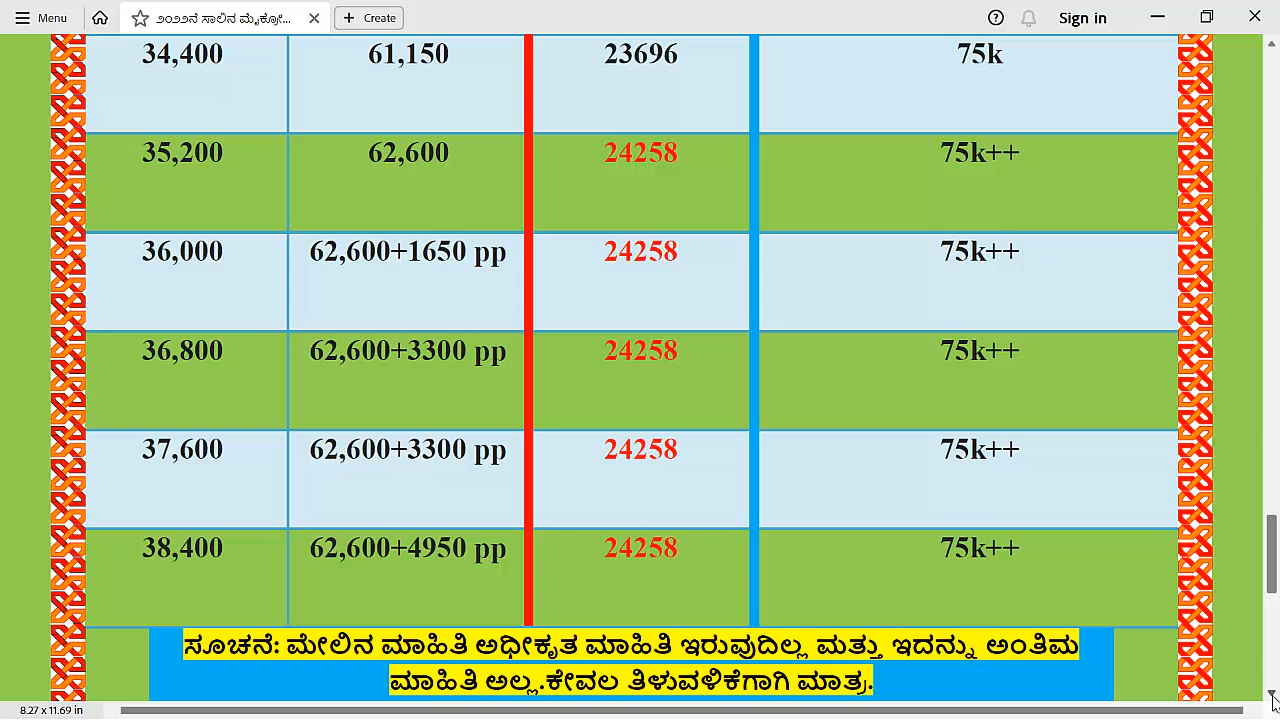 Menu ೨೦೨೨ನೆ ಸಾಲಿನ ಮೈಕ್ರೋ... Create Sign in
34,400 61,150 23696 75k
35,200 62,600 24258 75k++
36,000 62,600+1650 pp 24258 75k++
36,800 62,600+3300 pp 24258 75k++
37,600 62,600+3300 pp 24258 75k++
38,400 62,600+4950 pp 24258 75k++
ಸೂಚನೆ: ಮೇಲಿನ ಮಾಹಿತಿ ಅಧೀಕೃತ ಮಾಹಿತಿ ಇರುವುದಿಲ್ಲ ಮತ್ತು ಇದನ್ನು ಅಂತಿಮ
ಮಾಹಿತಿ ಅಲ್ಲ.ಕೇವಲ ತಿಳುವಳಿಕೆಗಾಗಿ ಮಾತ್ರ.
8.27 x 11.69 in